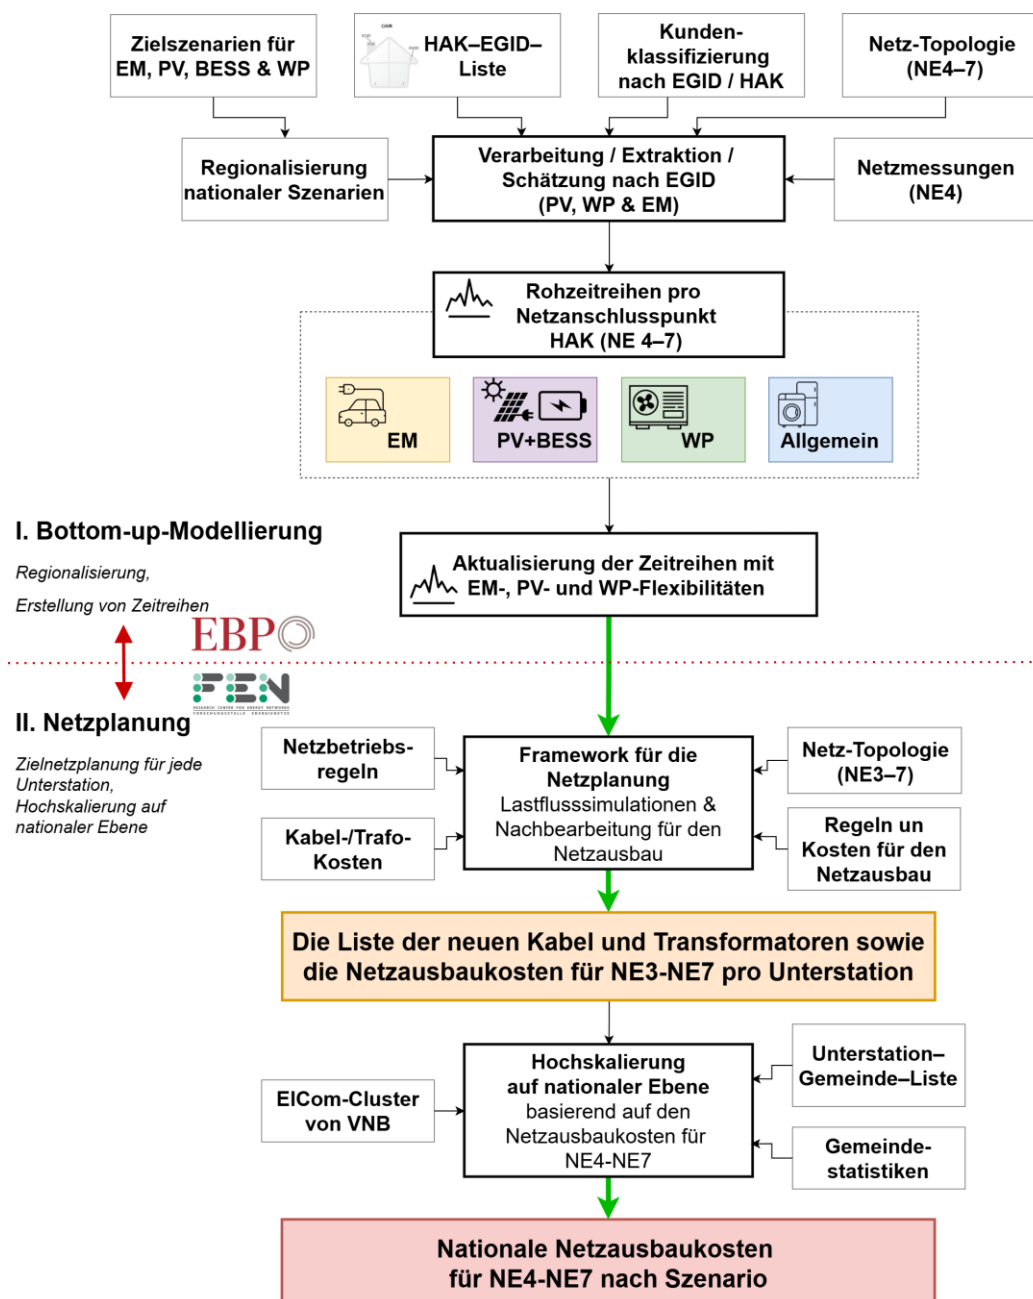 Zielszenarien für
EM, PV, BESS & WP
HAK–EGID–
Liste
Kunden-
klassifizierung
nach EGID / HAK
Netz-Topologie
(NE4–7)
Regionalisierung
nationaler Szenarien
Verarbeitung / Extraktion /
Schätzung nach EGID
(PV, WP & EM)
Netzmessungen
(NE4)
Rohzeitreihen pro
Netzanschlusspunkt
HAK (NE 4–7)
EM
PV+BESS
WP
Allgemein
I. Bottom-up-Modellierung
Regionalisierung,
Erstellung von Zeitreihen
Aktualisierung der Zeitreihen mit
EM-, PV- und WP-Flexibilitäten
EBP
FEN
RESEARCH CENTER FOR ENERGY NETWORKS
FORSCHUNGSSTELLE ENERGIENETZE
II. Netzplanung
Zielnetzplanung für jede
Unterstation,
Hochskalierung auf
nationaler Ebene
Netzbetriebs-
regeln
Kabel-/Trafo-
Kosten
Framework für die
Netzplanung
Lastflusssimulationen &
Nachbearbeitung für den
Netzausbau
Netz-Topologie
(NE3–7)
Regeln un
Kosten für den
Netzausbau
Die Liste der neuen Kabel und Transformatoren sowie
die Netzausbaukosten für NE3-NE7 pro Unterstation
ElCom-Cluster
von VNB
Hochskalierung
auf nationaler Ebene
basierend auf den
Netzausbaukosten für
NE4-NE7
Unterstation–
Gemeinde–Liste
Gemeinde-
statistiken
Nationale Netzausbaukosten
für NE4-NE7 nach Szenario